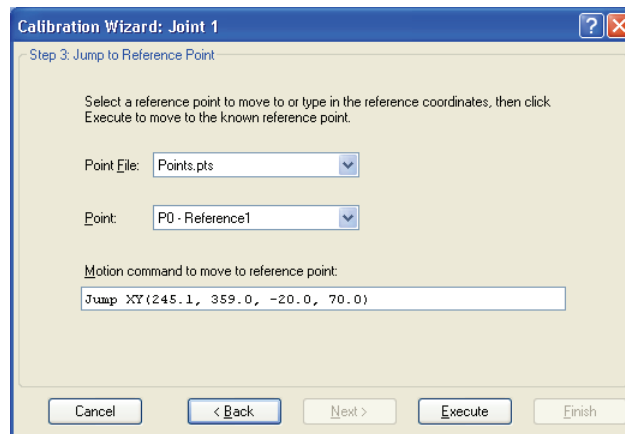 Calibration Wizard: Joint 1
Step 3: Jump to Reference Point
Select a reference point to move to or type in the reference coordinates, then click
Execute to move to the known reference point.
Point File: Points.pts
Point: P0 - Reference1
Motion command to move to reference point:
Jump XY(245.1, 359.0, -20.0, 70.0)
Cancel < Back Next > Execute Finish